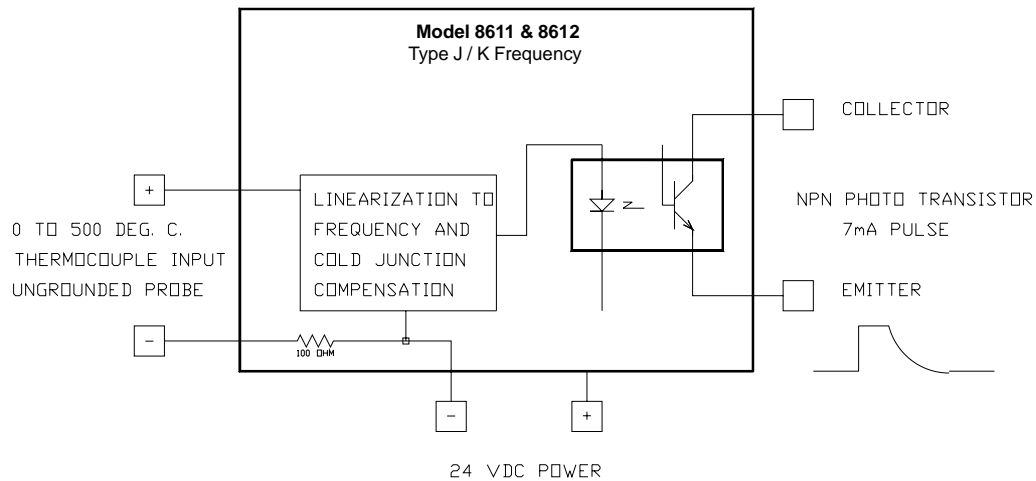 Model 8611 & 8612
Type J / K Frequency
COLLECTOR
+
LINEARIZATION TO
FREQUENCY AND
COLD JUNCTION
COMPENSATION
0 TO 500 DEG. C.
THERMOCOUPLE INPUT
UNGROUNDED PROBE
NPN PHOTO TRANSISTOR
7mA PULSE
EMITTER
-
100 OHM
-
+
24 VDC POWER